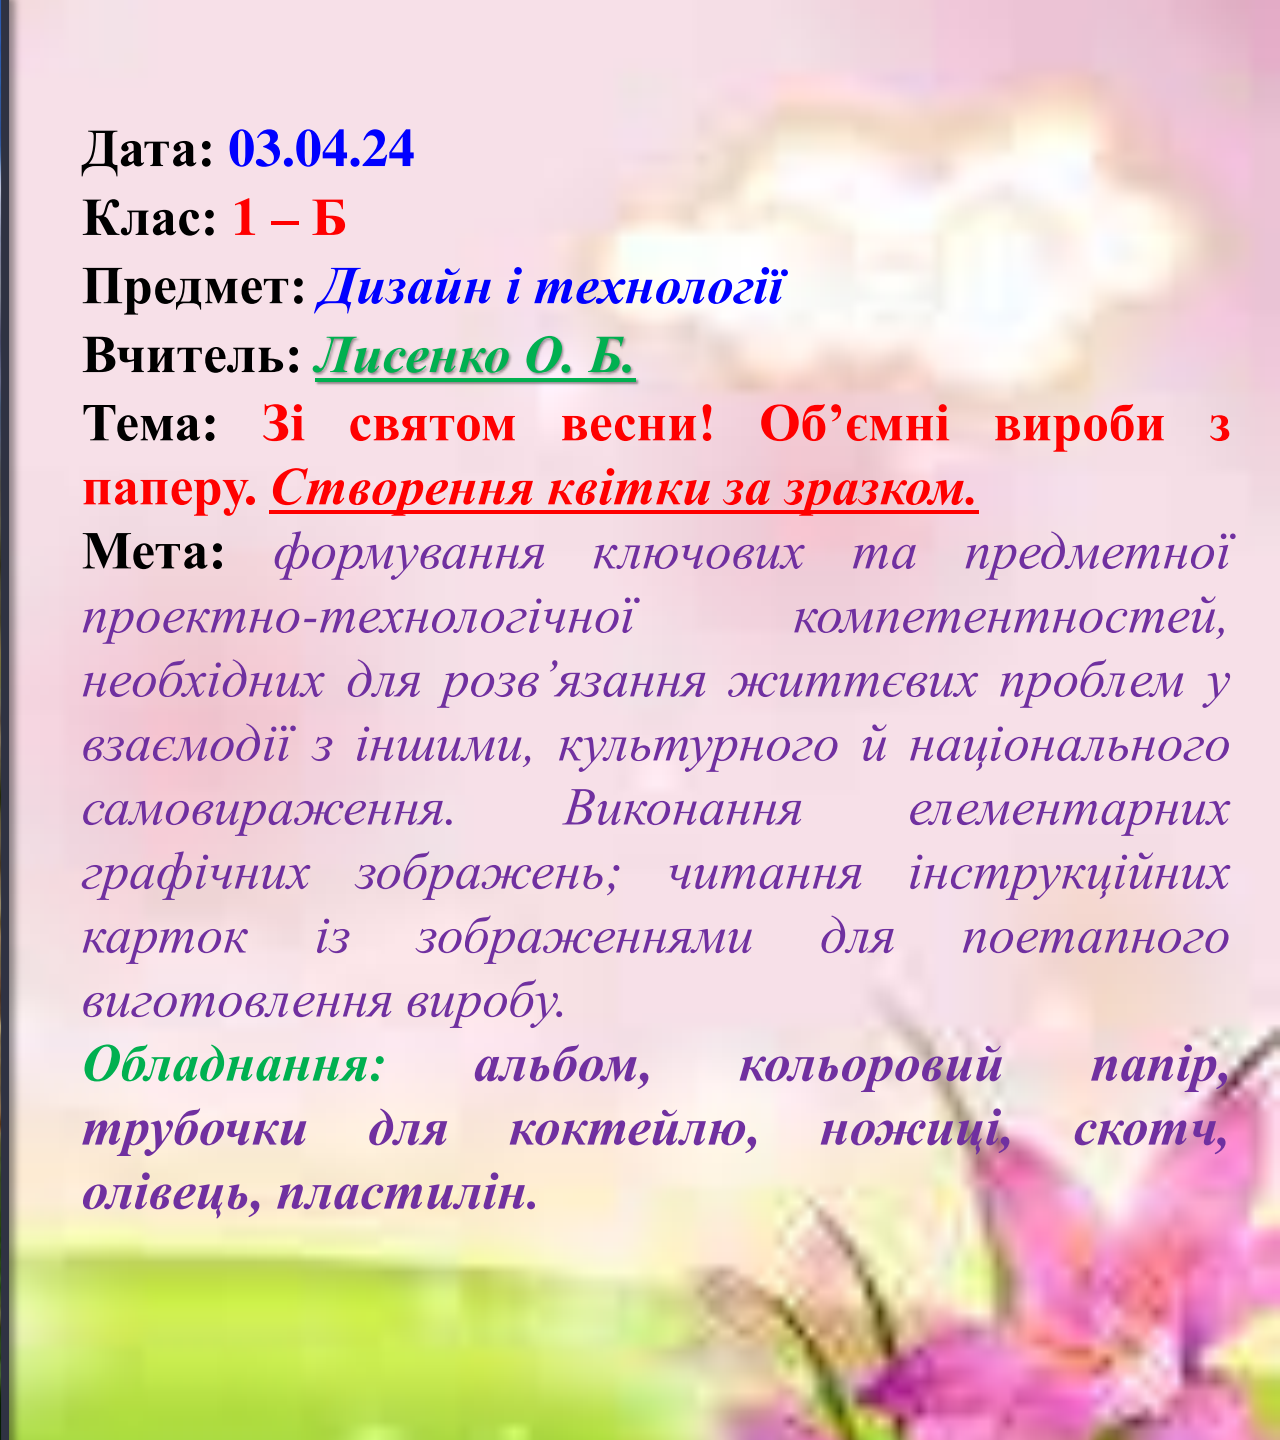 Дата: 03.04.24
Клас: 1 – Б
Предмет: Дизайн і технології
Вчитель: Лисенко О. Б.
Тема: Зі святом весни! Об’ємні вироби з
паперу. Створення квітки за зразком.
Мета: формування ключових та предметної
проектно-технологічної компетентностей,
необхідних для розв’язання життєвих проблем у
взаємодії з іншими, культурного й національного
самовираження. Виконання елементарних
графічних зображень; читання інструкційних
карток із зображеннями для поетапного
виготовлення виробу.
Обладнання: альбом, кольоровий папір,
трубочки для коктейлю, ножиці, скотч,
олівець, пластилін.